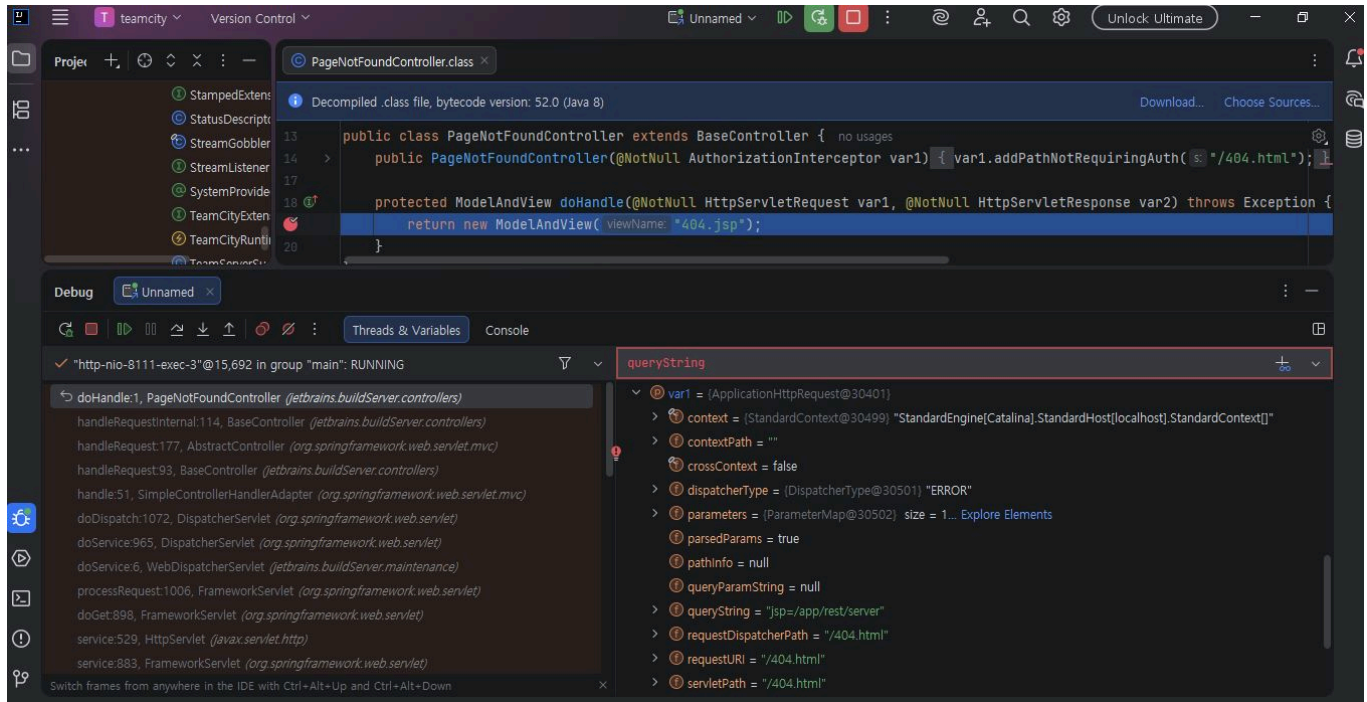 teamcity Version Control Unnamed Unlock Ultimate
Projec PageNotFoundController.class
StampedExtens
StatusDescripto
StreamGobbler
StreamListener
SystemProvide
TeamCityExten
TeamCityRunti
Decompiled .class file, bytecode version: 52.0 (Java 8) Download... Choose Sources...
13 public class PageNotFoundController extends BaseController { no usages
14 public PageNotFoundController(@NotNull AuthorizationInterceptor var1) { var1.addPathNotRequiringAuth( s: "/404.html"); }
17
18 protected ModelAndView doHandle(@NotNull HttpServletRequest var1, @NotNull HttpServletResponse var2) throws Exception {
return new ModelAndView( viewName: "404.jsp");
20 }
Debug Unnamed
Threads & Variables Console
"http-nio-8111-exec-3"@15,692 in group "main": RUNNING
doHandle:1, PageNotFoundController (jetbrains.buildServer.controllers)
handleRequestInternal:114, BaseController (jetbrains.buildServer.controllers)
handleRequest:177, AbstractController (org.springframework.web.servlet.mvc)
handleRequest:93, BaseController (jetbrains.buildServer.controllers)
handle:51, SimpleControllerHandlerAdapter (org.springframework.web.servlet.mvc)
doDispatch:1072, DispatcherServlet (org.springframework.web.servlet)
doService:965, DispatcherServlet (org.springframework.web.servlet)
doService:6, WebDispatcherServlet (jetbrains.buildServer.maintenance)
processRequest:1006, FrameworkServlet (org.springframework.web.servlet)
doGet:898, FrameworkServlet (org.springframework.web.servlet)
service:529, HttpServlet (javax.servlet.http)
service:883, FrameworkServlet (org.springframework.web.servlet)
Switch frames from anywhere in the IDE with Ctrl+Alt+Up and Ctrl+Alt+Down
queryString
var1 = {ApplicationHttpRequest@30401}
context = {StandardContext@30499} "StandardEngine[Catalina].StandardHost[localhost].StandardContext[]"
contextPath = ""
crossContext = false
dispatcherType = {DispatcherType@30501} "ERROR"
parameters = {ParameterMap@30502} size = 1... Explore Elements
parsedParams = true
pathInfo = null
queryParamString = null
queryString = "jsp=/app/rest/server"
requestDispatcherPath = "/404.html"
requestURI = "/404.html"
servletPath = "/404.html"